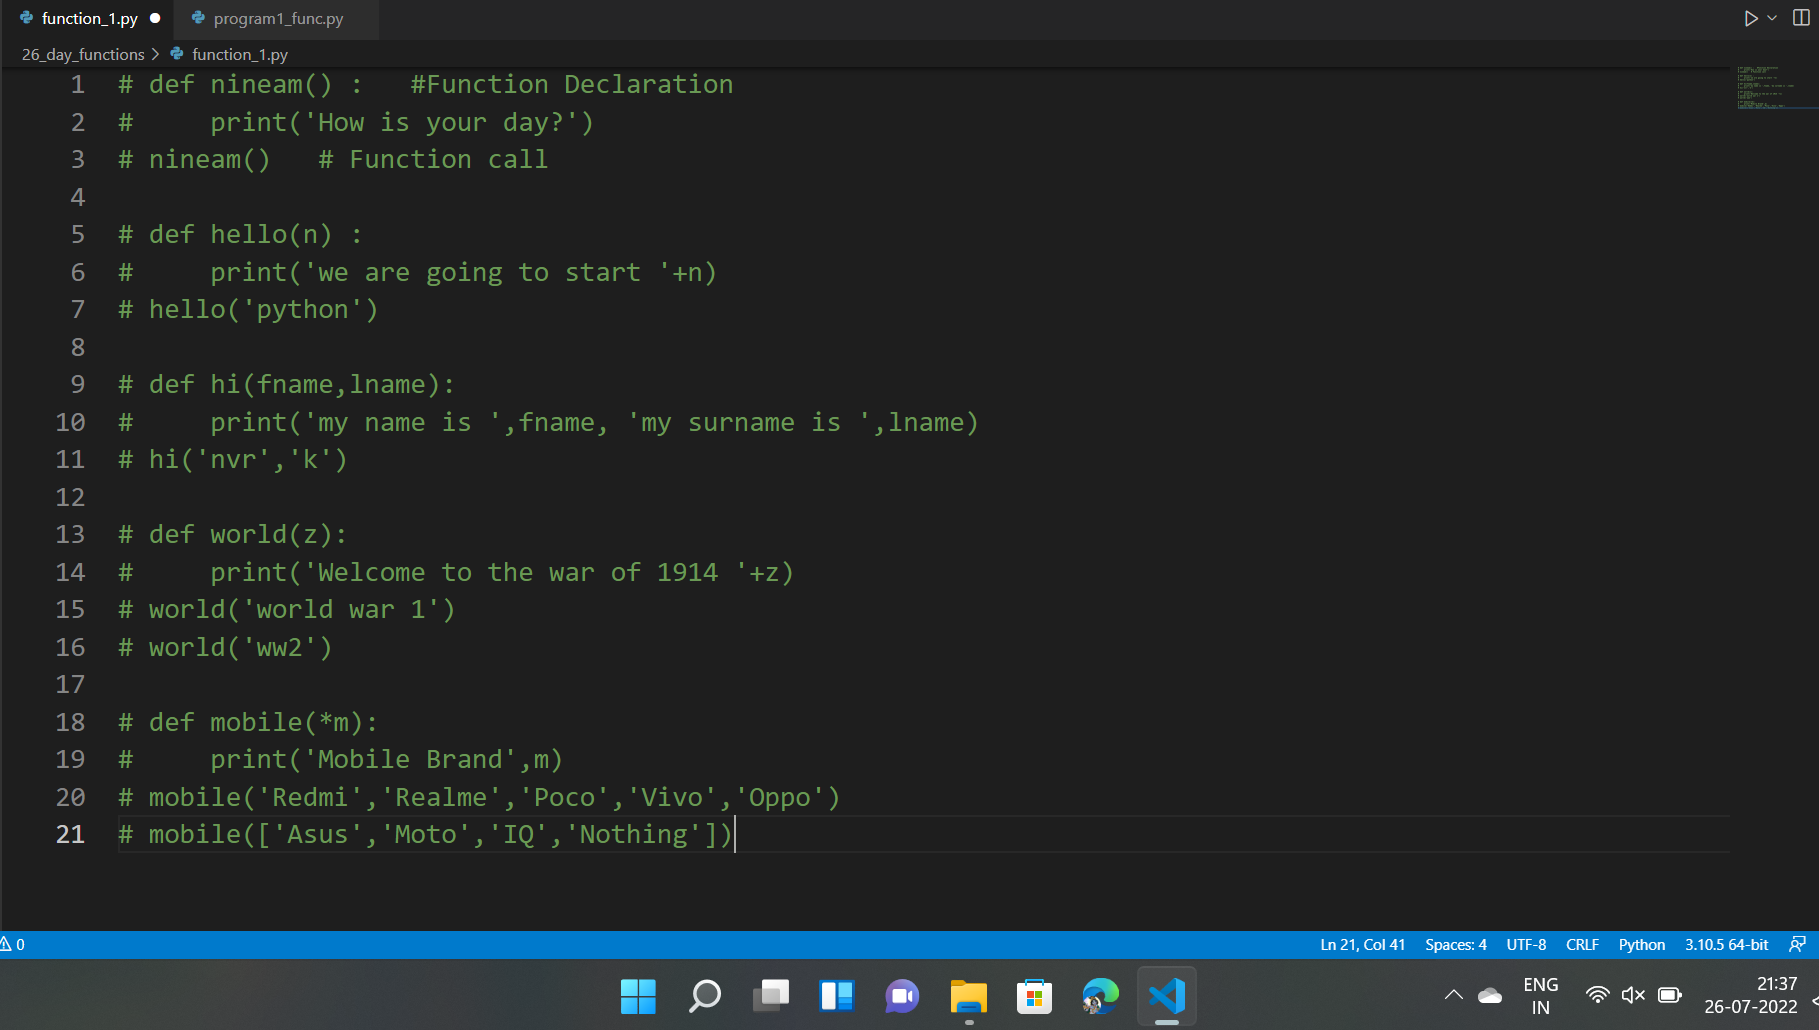 function_1.py program1_func.py
26_day_functions > function_1.py
1 # def nineam() :   #Function Declaration
2 #     print('How is your day?')
3 # nineam()   # Function call
4
5 # def hello(n) :
6 #     print('we are going to start '+n)
7 # hello('python')
8
9 # def hi(fname,lname):
10 #     print('my name is ',fname, 'my surname is ',lname)
11 # hi('nvr','k')
12
13 # def world(z):
14 #     print('Welcome to the war of 1914 '+z)
15 # world('world war 1')
16 # world('ww2')
17
18 # def mobile(*m):
19 #     print('Mobile Brand',m)
20 # mobile('Redmi','Realme','Poco','Vivo','Oppo')
21 # mobile(['Asus','Moto','IQ','Nothing'])
0 Ln 21, Col 41 Spaces: 4 UTF-8 CRLF Python 3.10.5 64-bit
ENG 21:37
IN 26-07-2022